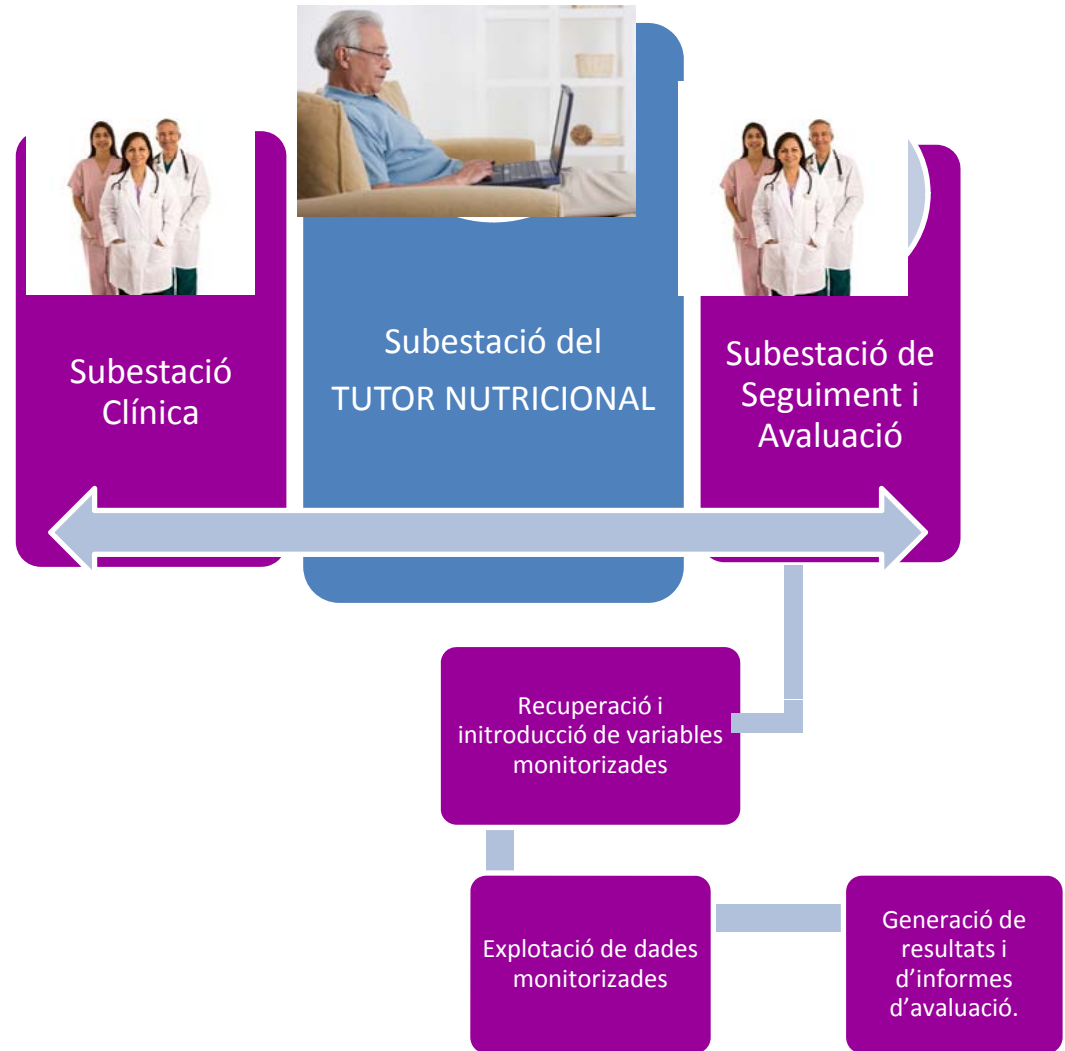 Subestació
Clínica
Subestació del
TUTOR NUTRICIONAL
Subestació de
Seguiment i
Avaluació
Recuperació i
initroducció de variables
monitorizades
Explotació de dades
monitorizades
Generació de
resultats i
d’informes
d’avaluació.